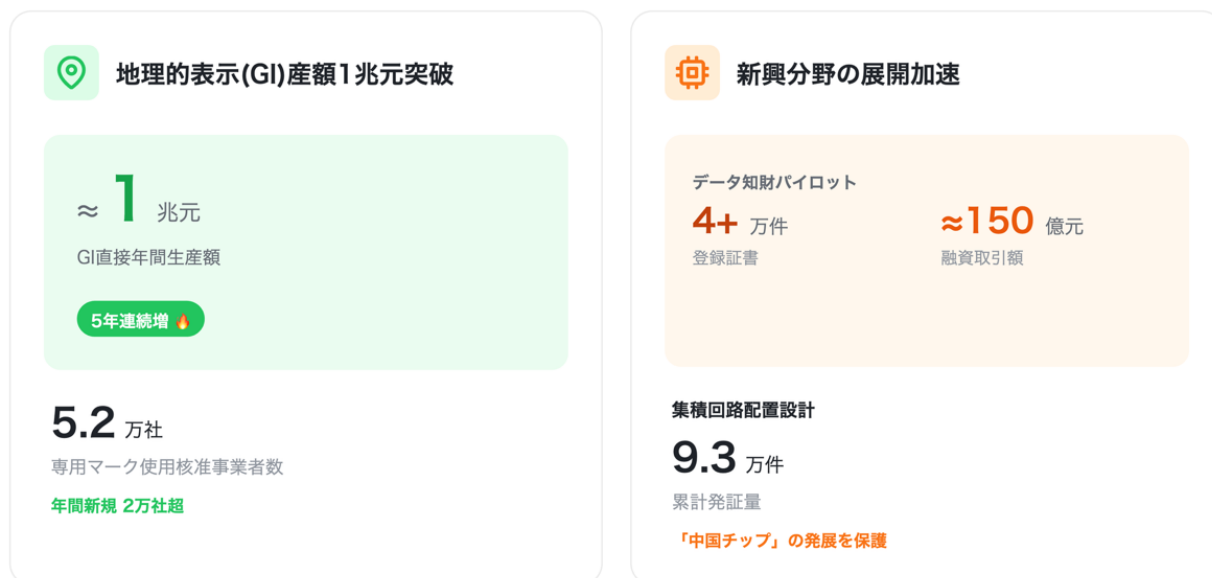 地理的表示(GI)産額1兆元突破
≈ 1 兆元
GI直接年間生産額
5年連続増🔥
5.2 万社
専用マーク使用核准事業者数
年間新規 2万社超
新興分野の展開加速
データ知財パイロット
4+ 万件 ≈150 億元
登録証書 融資取引額
集積回路配置設計
9.3 万件
累計発証量
「中国チップ」の発展を保護